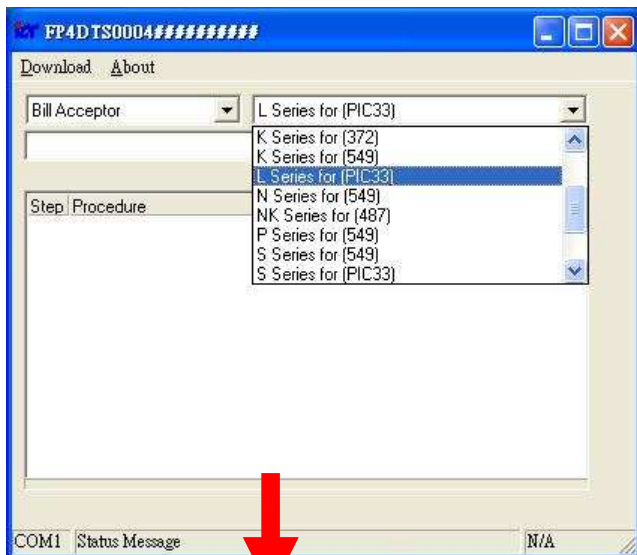 ICT FP4DTS0004##########
Download About
Bill Acceptor L Series for (PIC33)
K Series for (372)
K Series for (549)
L Series for (PIC33)
N Series for (549)
NK Series for (487)
P Series for (549)
S Series for (549)
S Series for (PIC33)
Step Procedure
COM1 Status Message N/A